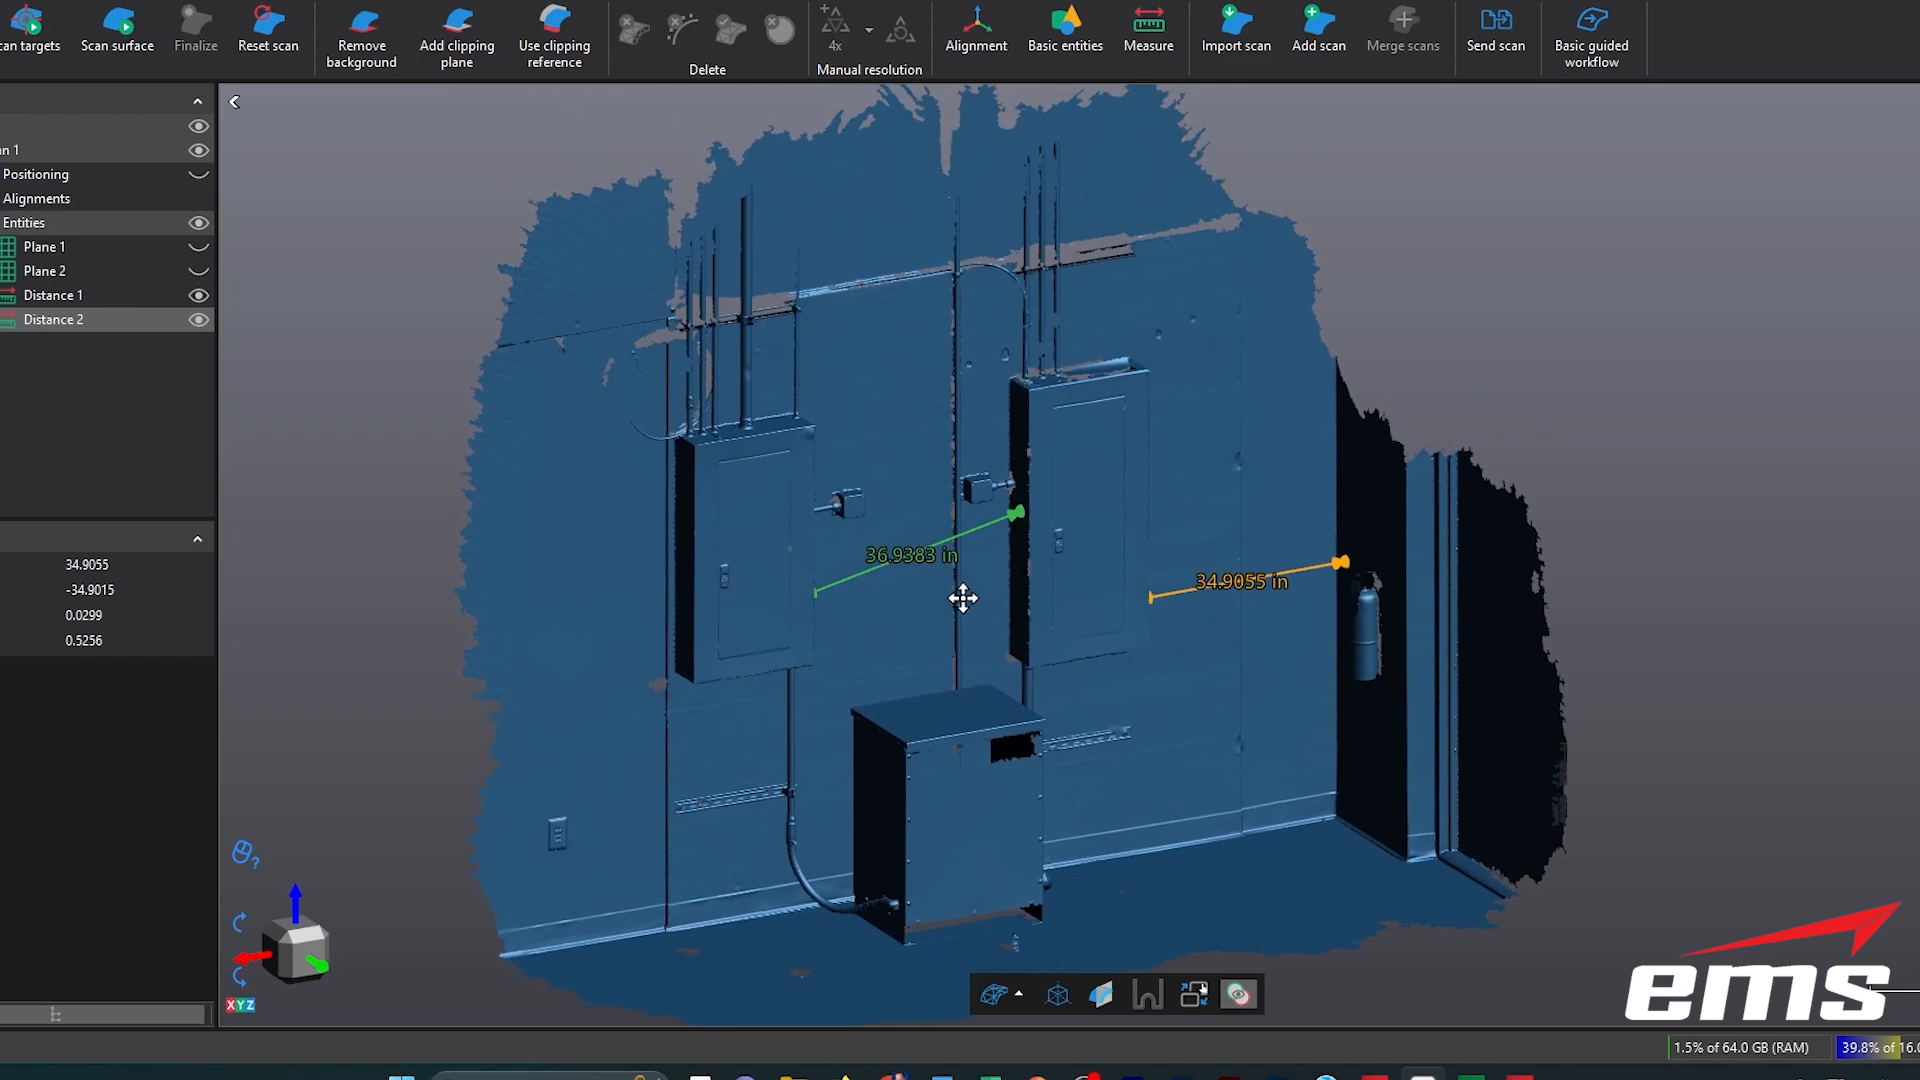 can targets
Scan surface
Finalize
Reset scan
Remove
background
Add clipping
plane
Use clipping
reference
Delete
4x
Manual resolution
Alignment
Basic entities
Measure
Import scan
Add scan
Merge scans
Send scan
Basic guided
workflow
an 1
Positioning
Alignments
Entities
Plane 1
Plane 2
Distance 1
Distance 2
34.9055
-34.9015
0.0299
0.5256
36.9383 in
34.9055 in
?
XYZ
ems
1.5% of 64.0 GB (RAM)
39.8% of 16.0